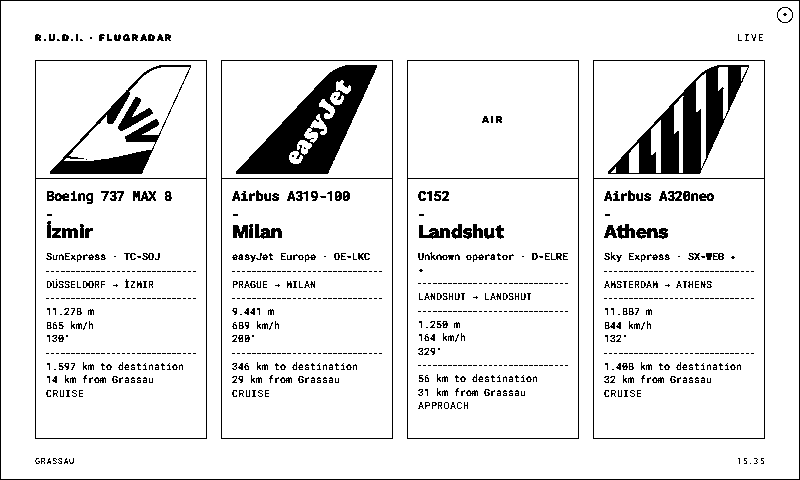 R.U.D.I. · FLUGRADAR
LIVE
easyJet
Boeing 737 MAX 8
–
İzmir
SunExpress · TC-SOJ
DÜSSELDORF → İZMIR
11.278 m
865 km/h
130°
1.597 km to destination
14 km from Grassau
CRUISE
Airbus A319-100
–
Milan
easyJet Europe · OE-LKC
PRAGUE → MILAN
9.441 m
689 km/h
200°
346 km to destination
29 km from Grassau
CRUISE
AIR
C152
–
Landshut
Unknown operator · D-ELRE
✦
LANDSHUT → LANDSHUT
1.250 m
164 km/h
329°
56 km to destination
31 km from Grassau
APPROACH
Airbus A320neo
–
Athens
Sky Express · SX-WEB ✦
AMSTERDAM → ATHENS
11.887 m
844 km/h
132°
1.408 km to destination
32 km from Grassau
CRUISE
GRASSAU
15.35